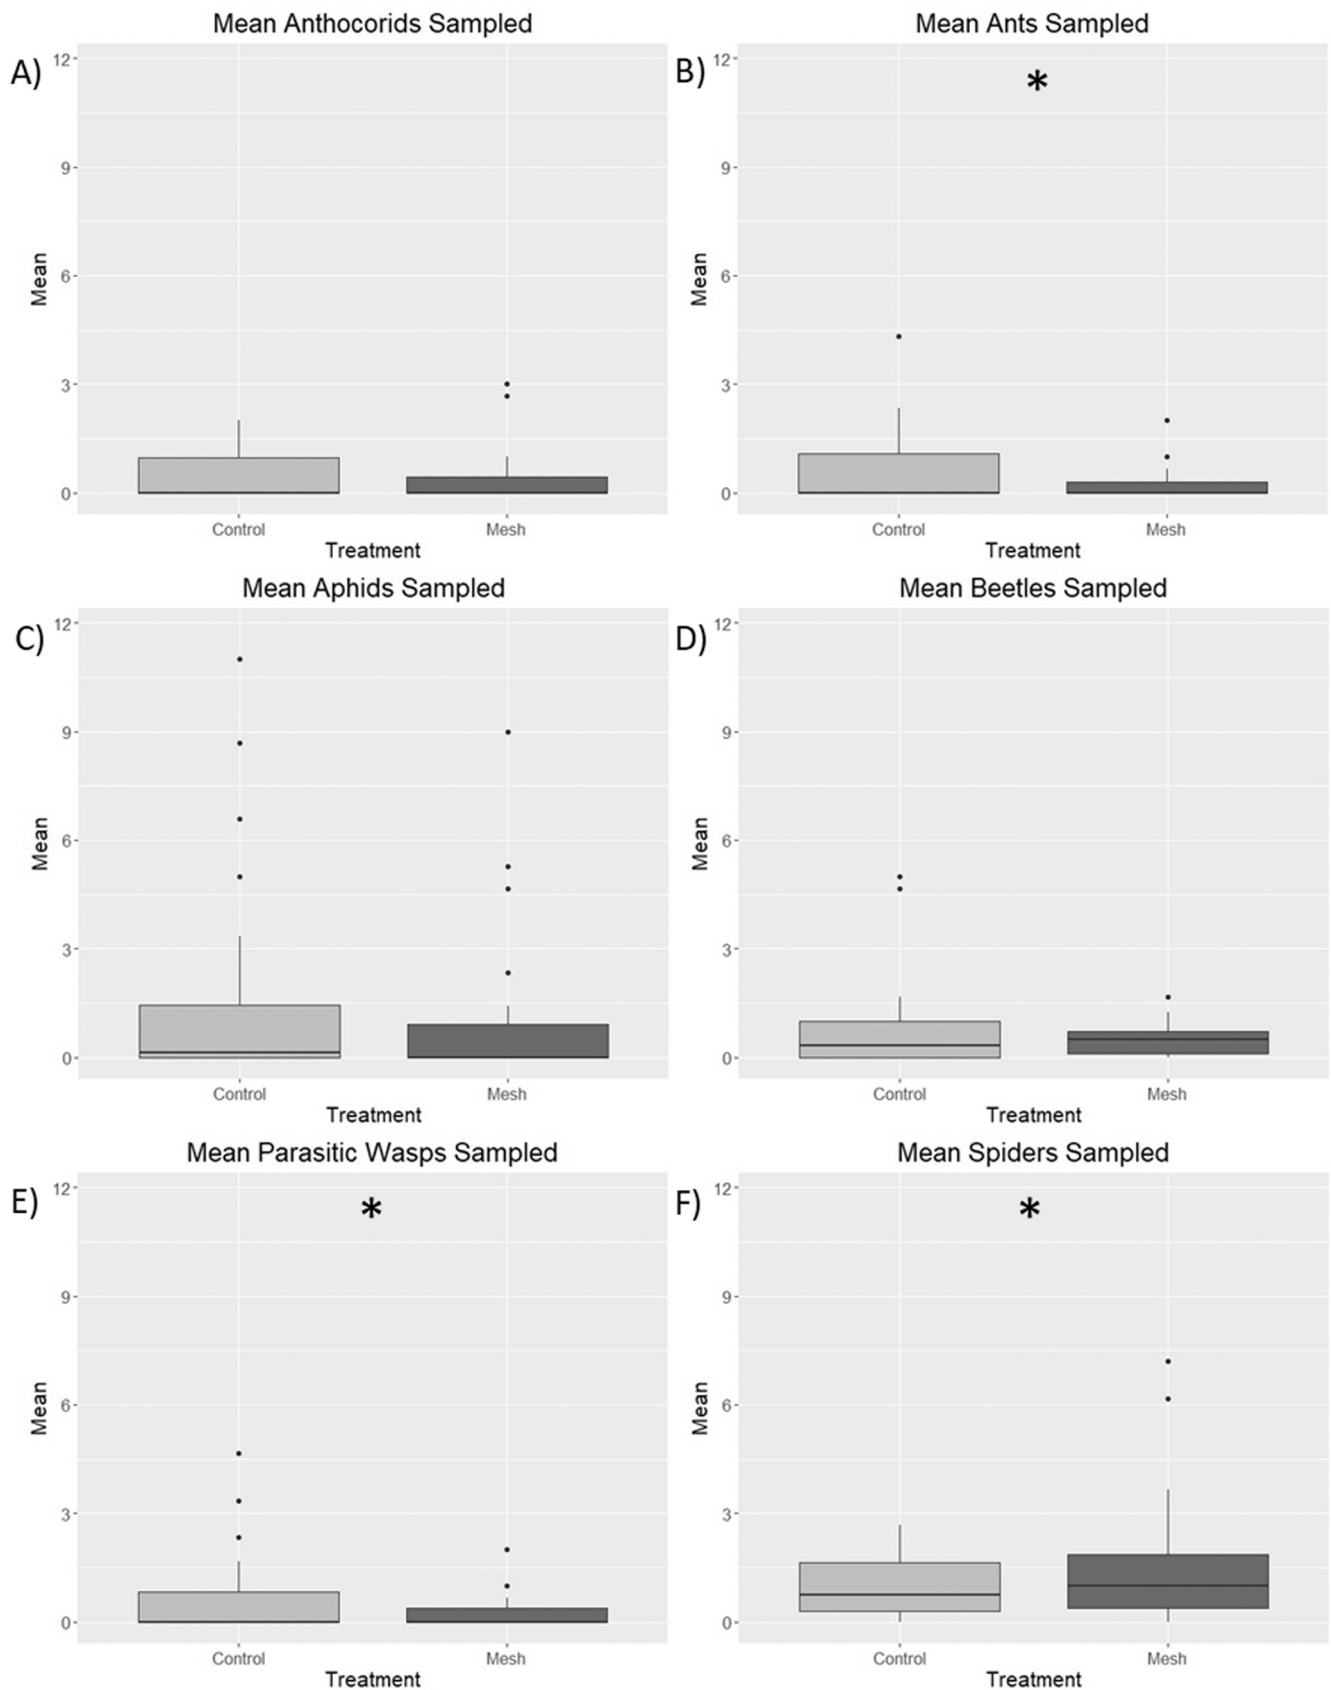 Mean Anthocorids Sampled
A)
12
9
6
3
0
Mean
Control
Mesh
Treatment
Mean Ants Sampled
B)
12
*
9
6
3
0
Mean
Control
Mesh
Treatment
Mean Aphids Sampled
C)
12
9
6
3
0
Mean
Control
Mesh
Treatment
Mean Beetles Sampled
D)
12
9
6
3
0
Mean
Control
Mesh
Treatment
Mean Parasitic Wasps Sampled
E)
12
*
9
6
3
0
Mean
Control
Mesh
Treatment
Mean Spiders Sampled
F)
12
*
9
6
3
0
Mean
Control
Mesh
Treatment